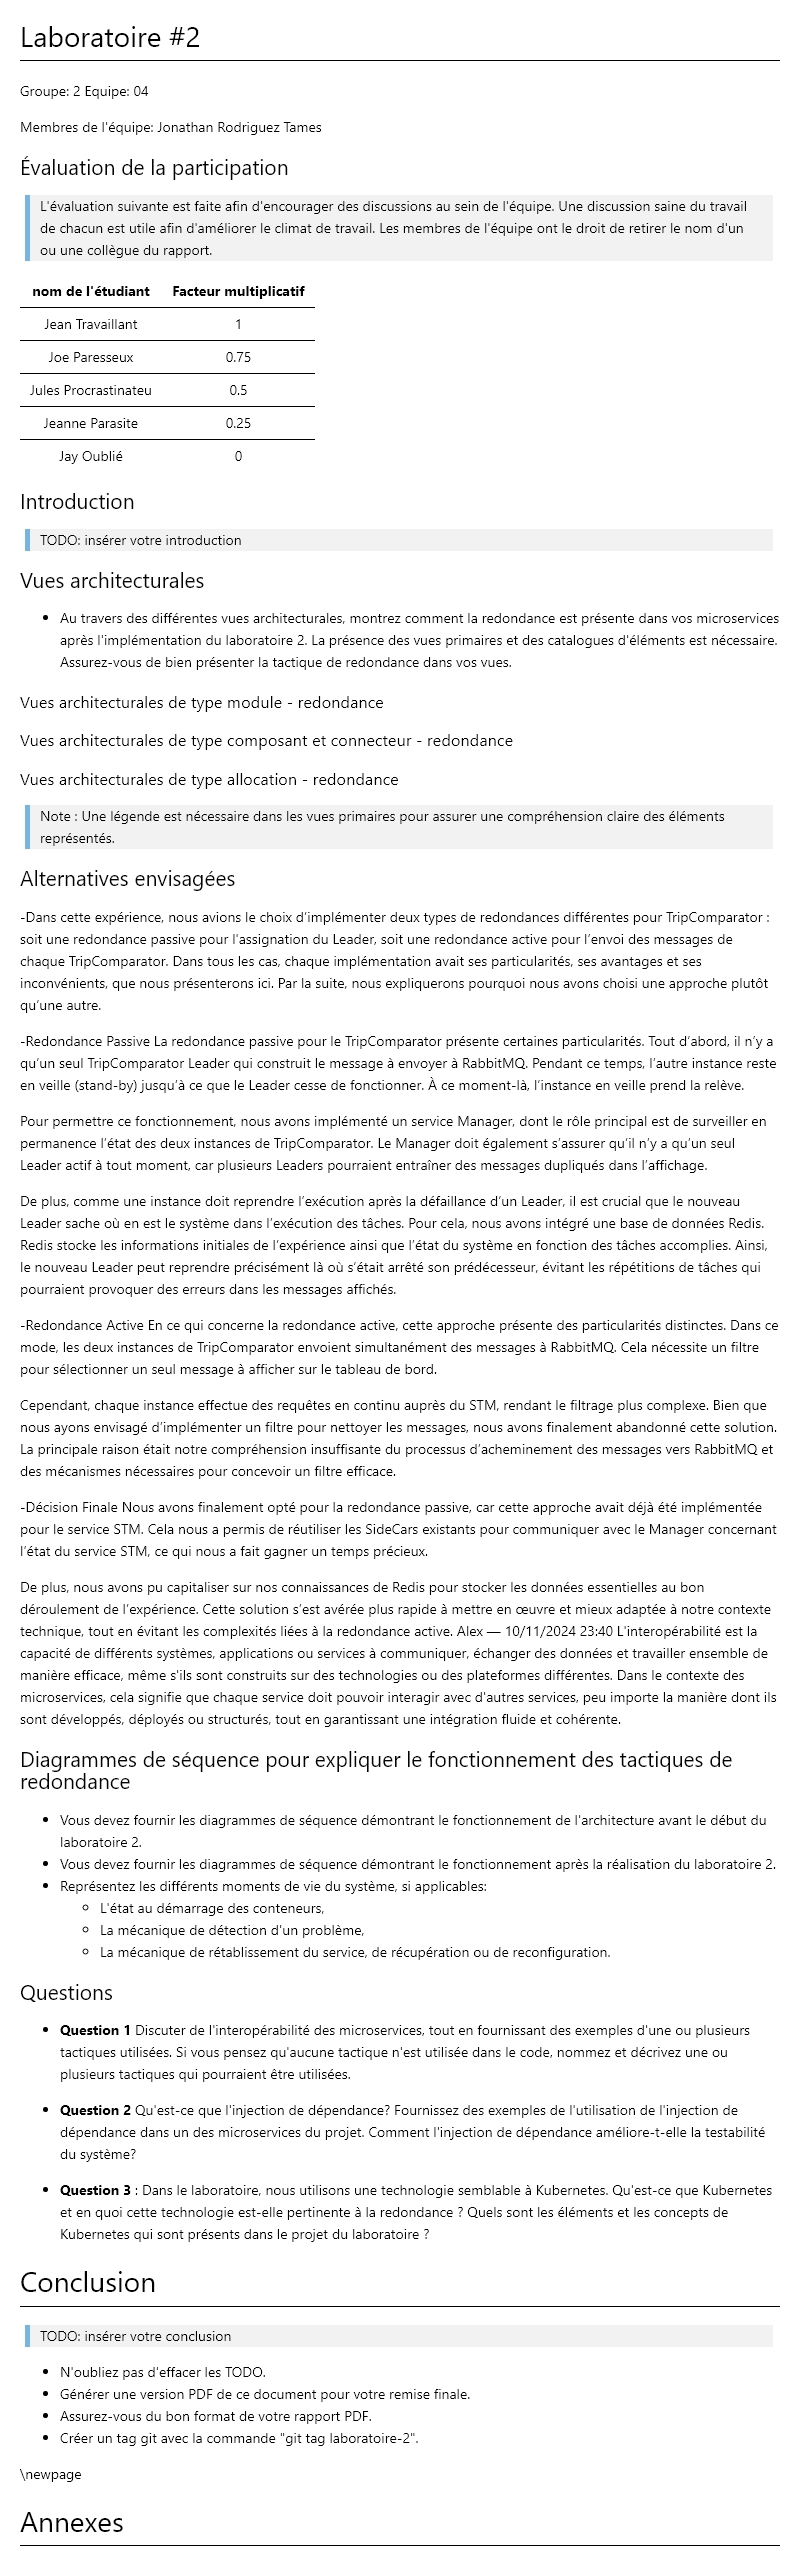 Laboratoire #2
Groupe: 2 Equipe: 04
Membres de l'équipe: Jonathan Rodriguez Tames
Évaluation de la participation
L'évaluation suivante est faite afin d'encourager des discussions au sein de l'équipe. Une discussion saine du travail
de chacun est utile afin d'améliorer le climat de travail. Les membres de l'équipe ont le droit de retirer le nom d'un
ou une collègue du rapport.
nom de l'étudiant Facteur multiplicatif
Jean Travaillant 1
Joe Paresseux 0.75
Jules Procrastinateu 0.5
Jeanne Parasite 0.25
Jay Oublié 0
Introduction
TODO: insérer votre introduction
Vues architecturales
• Au travers des différentes vues architecturales, montrez comment la redondance est présente dans vos microservices
après l'implémentation du laboratoire 2. La présence des vues primaires et des catalogues d'éléments est nécessaire.
Assurez-vous de bien présenter la tactique de redondance dans vos vues.
Vues architecturales de type module - redondance
Vues architecturales de type composant et connecteur - redondance
Vues architecturales de type allocation - redondance
Note : Une légende est nécessaire dans les vues primaires pour assurer une compréhension claire des éléments
représentés.
Alternatives envisagées
-Dans cette expérience, nous avions le choix d’implémenter deux types de redondances différentes pour TripComparator :
soit une redondance passive pour l'assignation du Leader, soit une redondance active pour l’envoi des messages de
chaque TripComparator. Dans tous les cas, chaque implémentation avait ses particularités, ses avantages et ses
inconvénients, que nous présenterons ici. Par la suite, nous expliquerons pourquoi nous avons choisi une approche plutôt
qu’une autre.
-Redondance Passive La redondance passive pour le TripComparator présente certaines particularités. Tout d’abord, il n’y a
qu’un seul TripComparator Leader qui construit le message à envoyer à RabbitMQ. Pendant ce temps, l’autre instance reste
en veille (stand-by) jusqu’à ce que le Leader cesse de fonctionner. À ce moment-là, l’instance en veille prend la relève.
Pour permettre ce fonctionnement, nous avons implémenté un service Manager, dont le rôle principal est de surveiller en
permanence l’état des deux instances de TripComparator. Le Manager doit également s’assurer qu’il n’y a qu’un seul
Leader actif à tout moment, car plusieurs Leaders pourraient entraîner des messages dupliqués dans l’affichage.
De plus, comme une instance doit reprendre l’exécution après la défaillance d’un Leader, il est crucial que le nouveau
Leader sache où en est le système dans l’exécution des tâches. Pour cela, nous avons intégré une base de données Redis.
Redis stocke les informations initiales de l’expérience ainsi que l’état du système en fonction des tâches accomplies. Ainsi,
le nouveau Leader peut reprendre précisément là où s’était arrêté son prédécesseur, évitant les répétitions de tâches qui
pourraient provoquer des erreurs dans les messages affichés.
-Redondance Active En ce qui concerne la redondance active, cette approche présente des particularités distinctes. Dans ce
mode, les deux instances de TripComparator envoient simultanément des messages à RabbitMQ. Cela nécessite un filtre
pour sélectionner un seul message à afficher sur le tableau de bord.
Cependant, chaque instance effectue des requêtes en continu auprès du STM, rendant le filtrage plus complexe. Bien que
nous ayons envisagé d’implémenter un filtre pour nettoyer les messages, nous avons finalement abandonné cette solution.
La principale raison était notre compréhension insuffisante du processus d’acheminement des messages vers RabbitMQ et
des mécanismes nécessaires pour concevoir un filtre efficace.
-Décision Finale Nous avons finalement opté pour la redondance passive, car cette approche avait déjà été implémentée
pour le service STM. Cela nous a permis de réutiliser les SideCars existants pour communiquer avec le Manager concernant
l’état du service STM, ce qui nous a fait gagner un temps précieux.
De plus, nous avons pu capitaliser sur nos connaissances de Redis pour stocker les données essentielles au bon
déroulement de l’expérience. Cette solution s’est avérée plus rapide à mettre en œuvre et mieux adaptée à notre contexte
technique, tout en évitant les complexités liées à la redondance active. Alex — 10/11/2024 23:40 L'interopérabilité est la
capacité de différents systèmes, applications ou services à communiquer, échanger des données et travailler ensemble de
manière efficace, même s'ils sont construits sur des technologies ou des plateformes différentes. Dans le contexte des
microservices, cela signifie que chaque service doit pouvoir interagir avec d'autres services, peu importe la manière dont ils
sont développés, déployés ou structurés, tout en garantissant une intégration fluide et cohérente.
Diagrammes de séquence pour expliquer le fonctionnement des tactiques de
redondance
• Vous devez fournir les diagrammes de séquence démontrant le fonctionnement de l'architecture avant le début du
laboratoire 2.
• Vous devez fournir les diagrammes de séquence démontrant le fonctionnement après la réalisation du laboratoire 2.
• Représentez les différents moments de vie du système, si applicables:
◦ L'état au démarrage des conteneurs,
◦ La mécanique de détection d'un problème,
◦ La mécanique de rétablissement du service, de récupération ou de reconfiguration.
Questions
• Question 1 Discuter de l'interopérabilité des microservices, tout en fournissant des exemples d'une ou plusieurs
tactiques utilisées. Si vous pensez qu'aucune tactique n'est utilisée dans le code, nommez et décrivez une ou
plusieurs tactiques qui pourraient être utilisées.
• Question 2 Qu'est-ce que l'injection de dépendance? Fournissez des exemples de l'utilisation de l'injection de
dépendance dans un des microservices du projet. Comment l'injection de dépendance améliore-t-elle la testabilité
du système?
• Question 3 : Dans le laboratoire, nous utilisons une technologie semblable à Kubernetes. Qu'est-ce que Kubernetes
et en quoi cette technologie est-elle pertinente à la redondance ? Quels sont les éléments et les concepts de
Kubernetes qui sont présents dans le projet du laboratoire ?
Conclusion
TODO: insérer votre conclusion
• N'oubliez pas d'effacer les TODO.
• Générer une version PDF de ce document pour votre remise finale.
• Assurez-vous du bon format de votre rapport PDF.
• Créer un tag git avec la commande "git tag laboratoire-2".
\newpage
Annexes